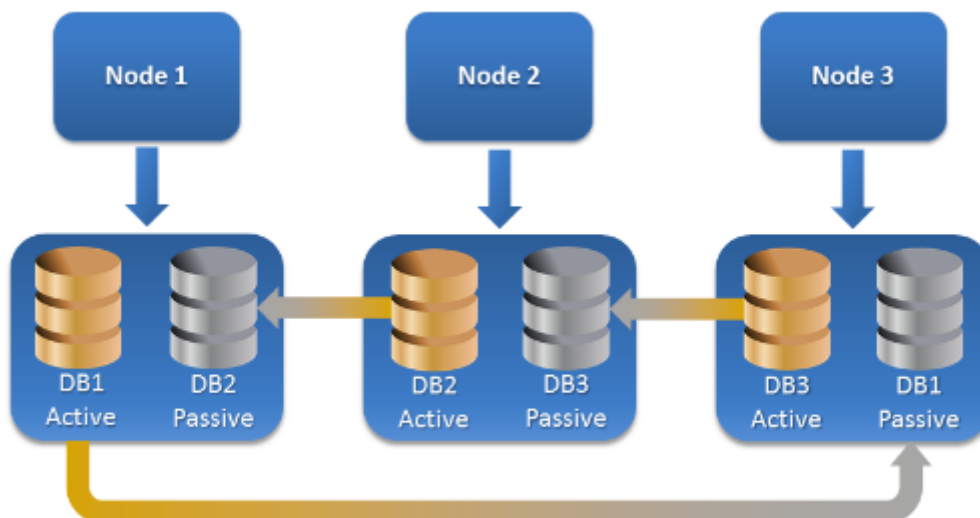 Node 1
Node 2
Node 3
DB1
Active
DB2
Passive
DB2
Active
DB3
Passive
DB3
Active
DB1
Passive